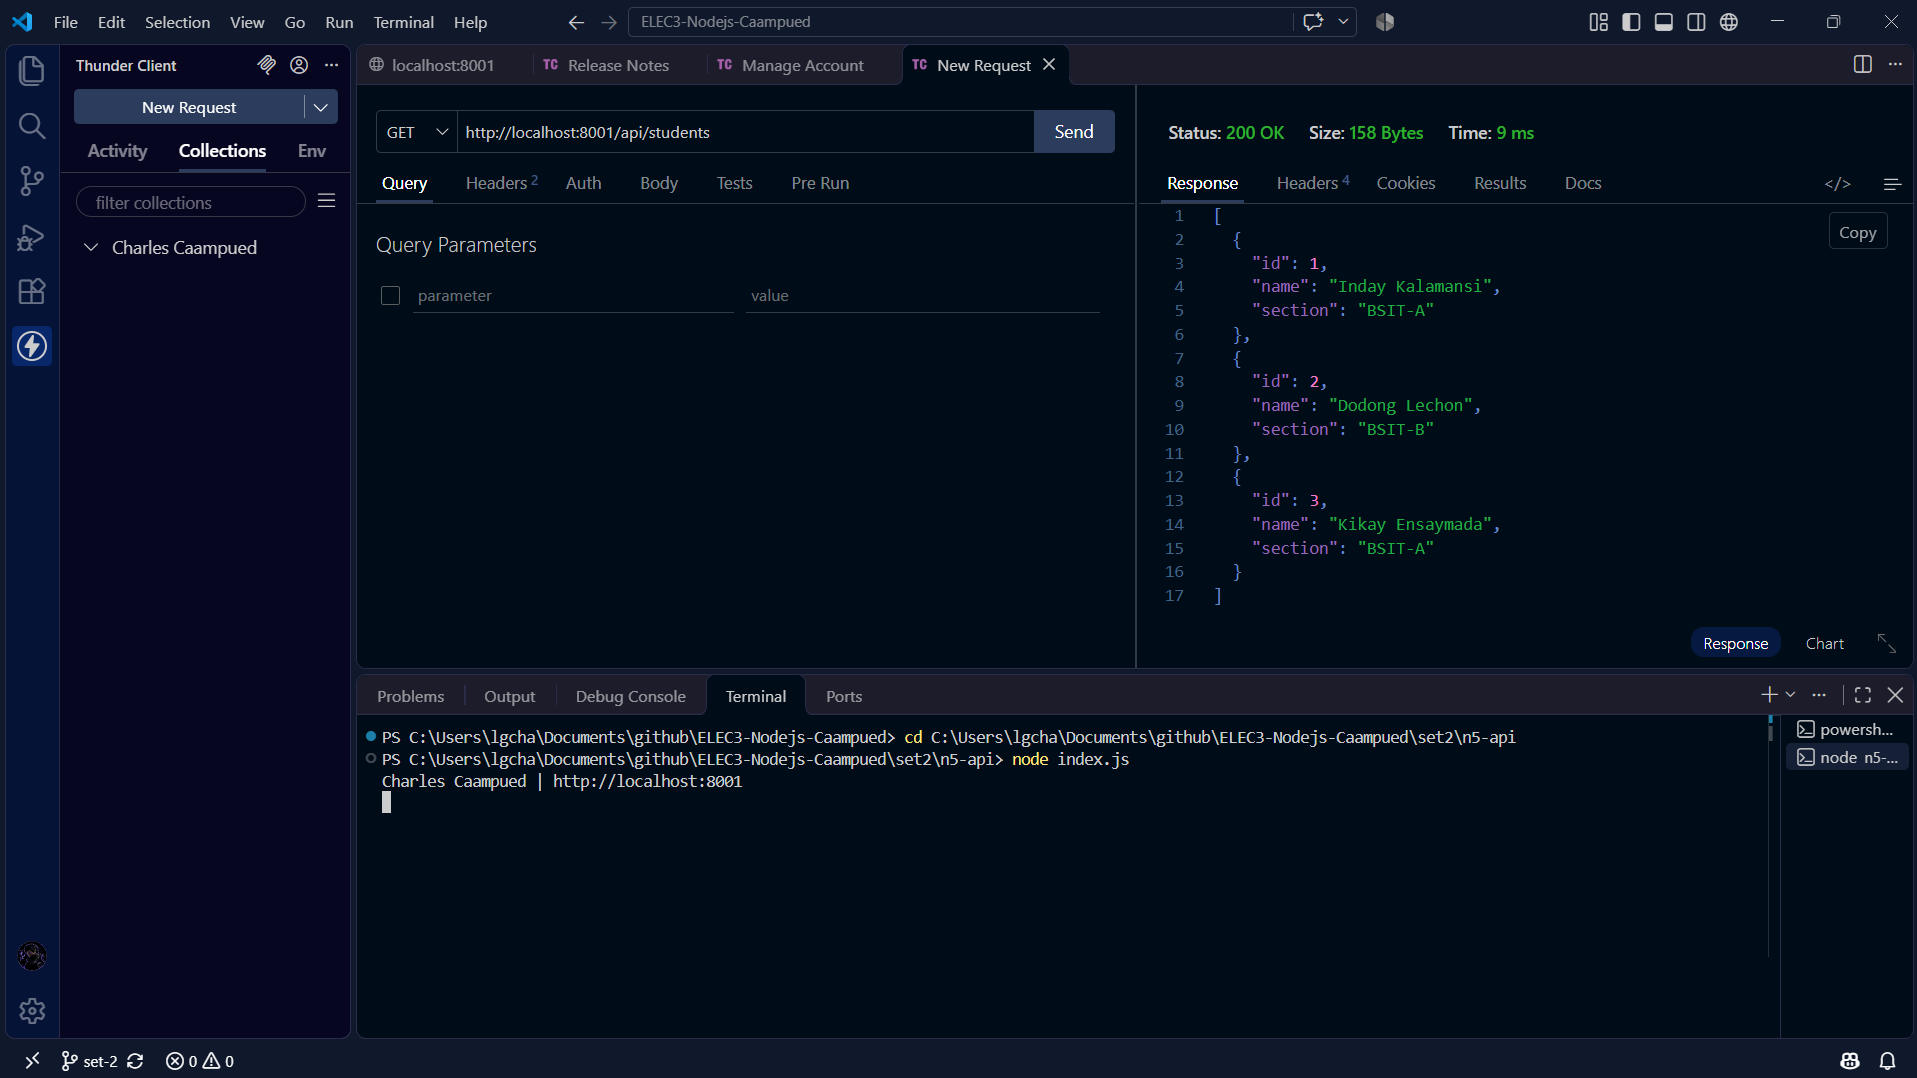 File Edit Selection View Go Run Terminal Help
ELEC3-Nodejs-Caampued
Thunder Client
New Request
Activity Collections Env
filter collections
Charles Caampued
localhost:8001
TC Release Notes
TC Manage Account
TC New Request
GET http://localhost:8001/api/students Send
Query Headers 2 Auth Body Tests Pre Run
Query Parameters
parameter value
Status: 200 OK Size: 158 Bytes Time: 9 ms
Response Headers 4 Cookies Results Docs </>
Copy
1 [
2 {
3 "id": 1,
4 "name": "Inday Kalamansi",
5 "section": "BSIT-A"
6 },
7 {
8 "id": 2,
9 "name": "Dodong Lechon",
10 "section": "BSIT-B"
11 },
12 {
13 "id": 3,
14 "name": "Kikay Ensaymada",
15 "section": "BSIT-A"
16 }
17 ]
Response Chart
Problems Output Debug Console Terminal Ports
PS C:\Users\lgcha\Documents\github\ELEC3-Nodejs-Caampued> cd C:\Users\lgcha\Documents\github\ELEC3-Nodejs-Caampued\set2\n5-api
PS C:\Users\lgcha\Documents\github\ELEC3-Nodejs-Caampued\set2\n5-api> node index.js
Charles Caampued | http://localhost:8001
powersh...
node n5-...
set-2 0 0